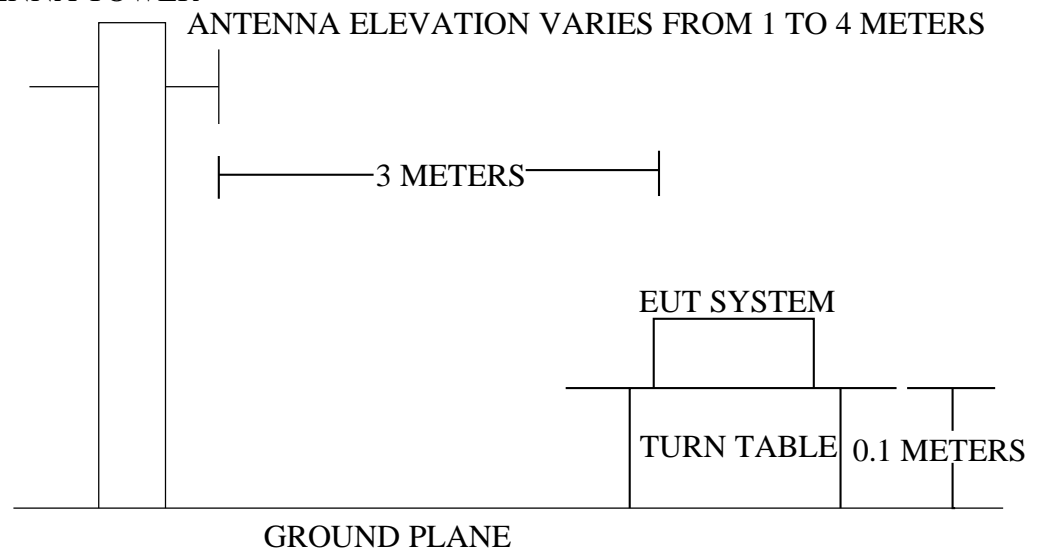 ANTENNA ELEVATION VARIES FROM 1 TO 4 METERS
3 METERS
EUT SYSTEM
TURN TABLE
0.1 METERS
GROUND PLANE